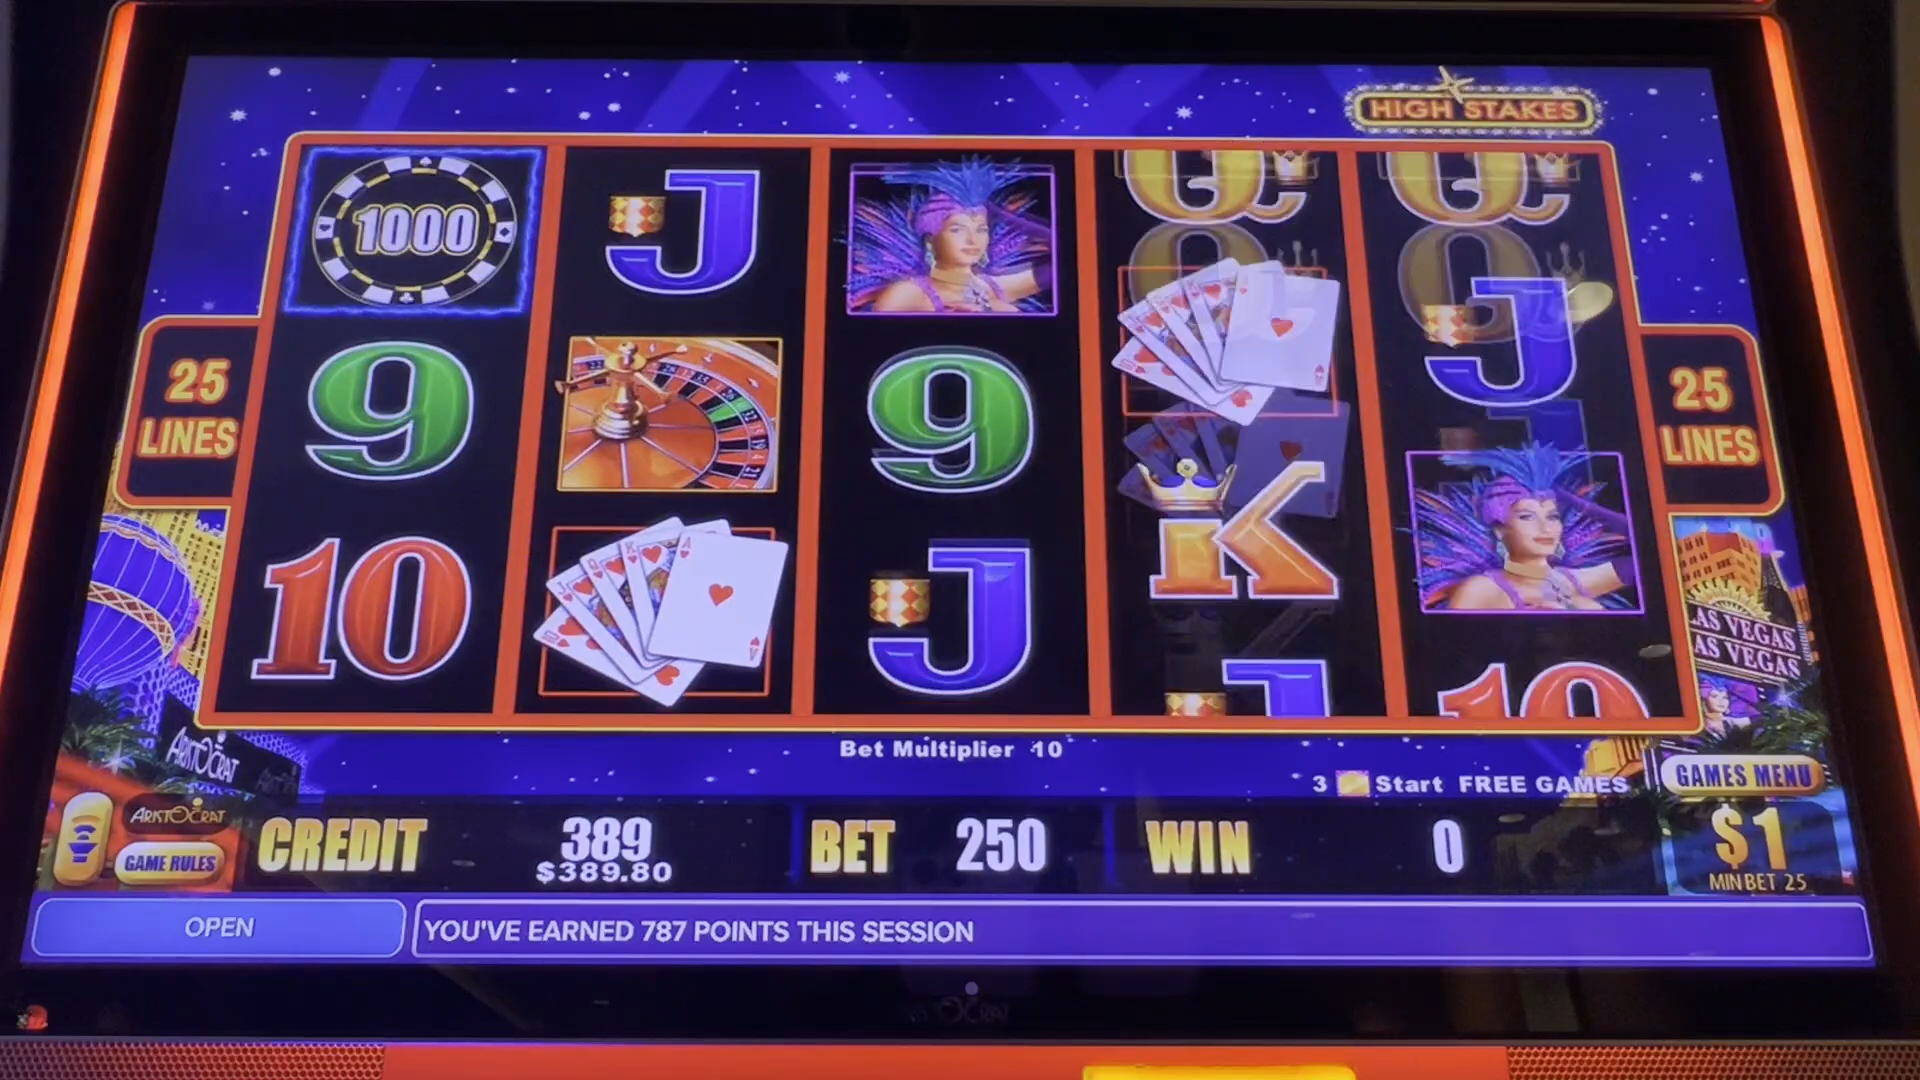 HIGH STAKES
1000
J
Q
Q
J
9
9
25
LINES
25
LINES
K
10
J
J
10
LAS VEGAS
LAS VEGAS
ARISTOCRAT
Bet Multiplier 10
3 Start FREE GAMES
GAMES MENU
ARISTOCRAT
GAME RULES
CREDIT
389
$389.80
BET
250
WIN
0
$1
MIN BET 25
OPEN
YOU'VE EARNED 787 POINTS THIS SESSION